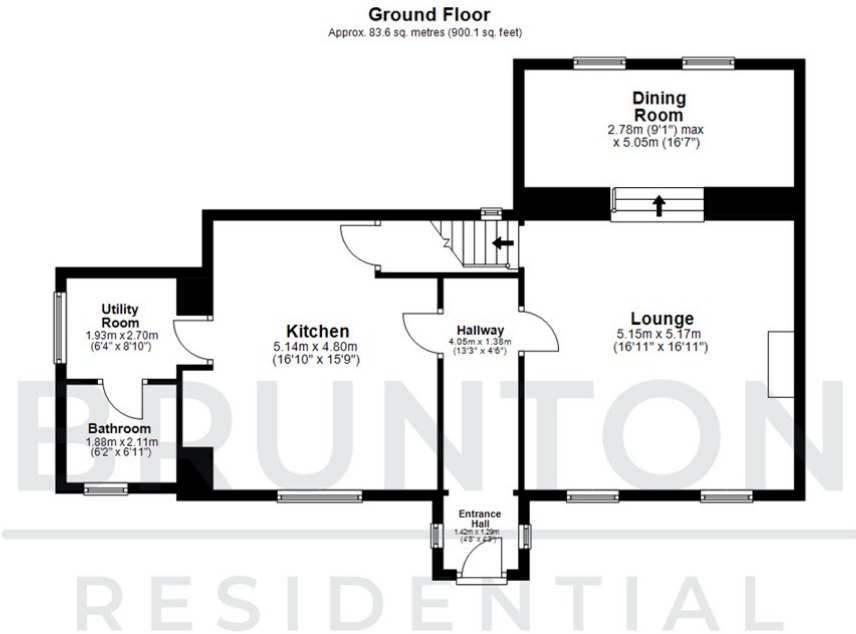 Ground Floor
Approx. 83.6 sq. metres (900.1 sq. feet)
Dining
Room
2.78m (9'1") max
x 5.05m (16'7")
Utility
Room
1.93m x 2.70m
(6'4" x 8'10")
Kitchen
5.14m x 4.80m
(16'10" x 15'9")
Hallway
4.05m x 1.38m
(13'3" x 4'6")
Lounge
5.15m x 5.17m
(16'11" x 16'11")
Bathroom
1.88m x 2.11m
(6'2" x 6'11")
Entrance
Hall
1.42m x 1.29m
(4'8" x 4'3")
BRUNTON
RESIDENTIAL